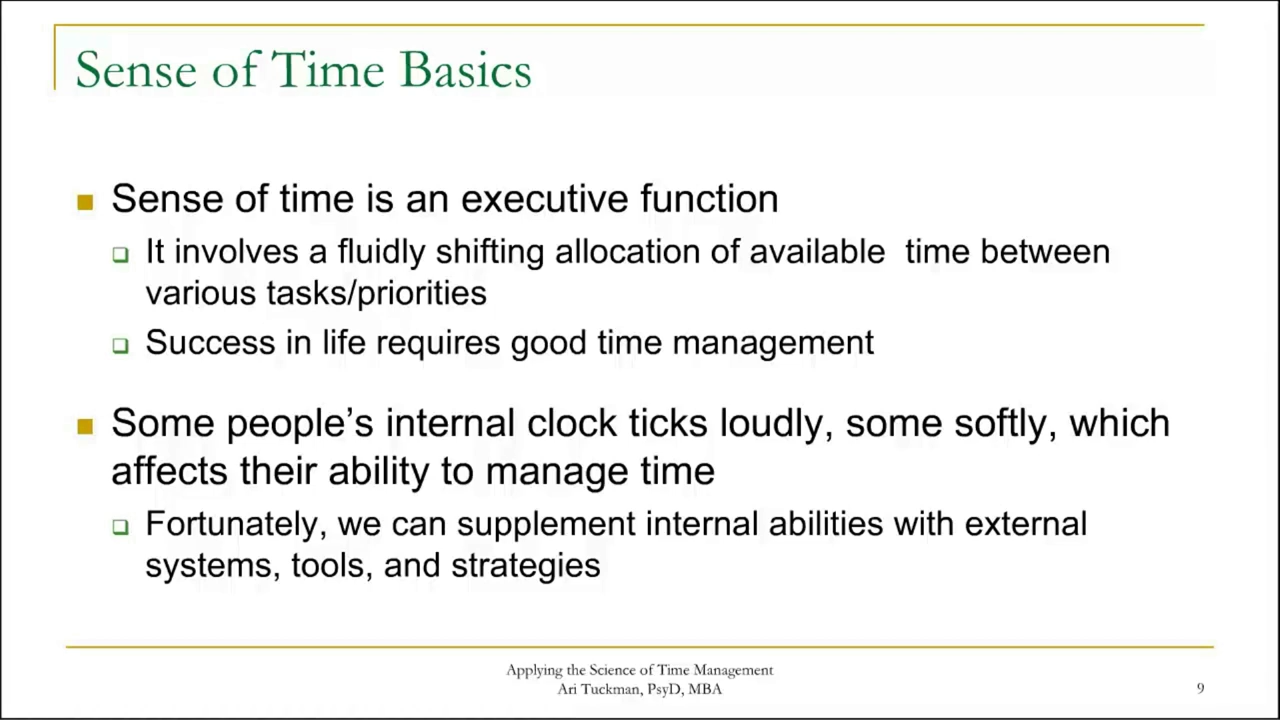 Sense of Time Basics
Sense of time is an executive function
It involves a fluidly shifting allocation of available  time between
various tasks/priorities
Success in life requires good time management
Some people’s internal clock ticks loudly, some softly, which
affects their ability to manage time
Fortunately, we can supplement internal abilities with external
systems, tools, and strategies
Applying the Science of Time Management
Ari Tuckman, PsyD, MBA
9